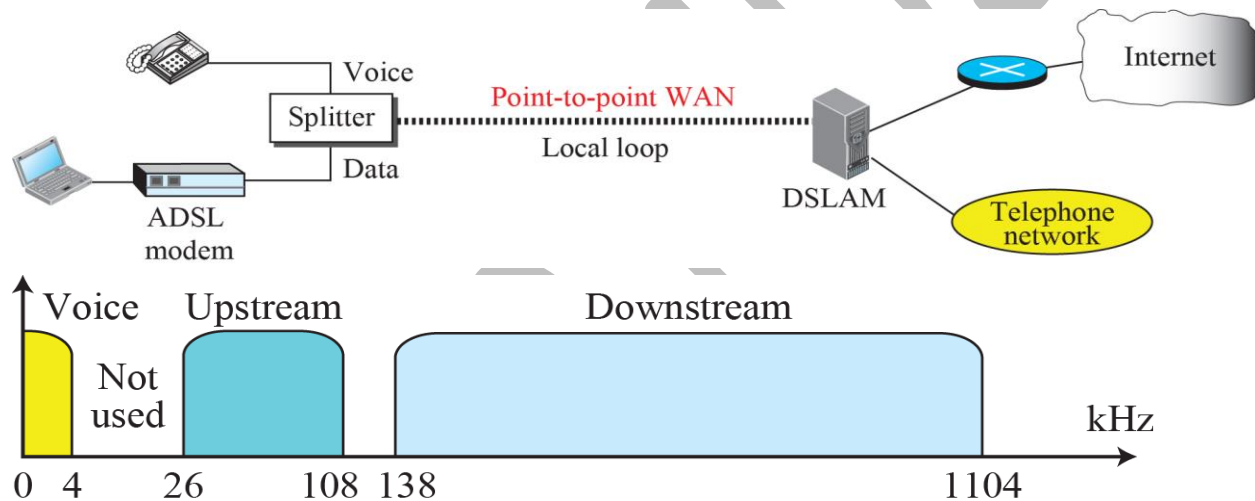 Voice
Splitter
Data
ADSL
modem
Point-to-point WAN
Local loop
DSLAM
Internet
Telephone
network
Voice
Upstream
Downstream
Not
used
kHz
0 4 26 108 138 1104